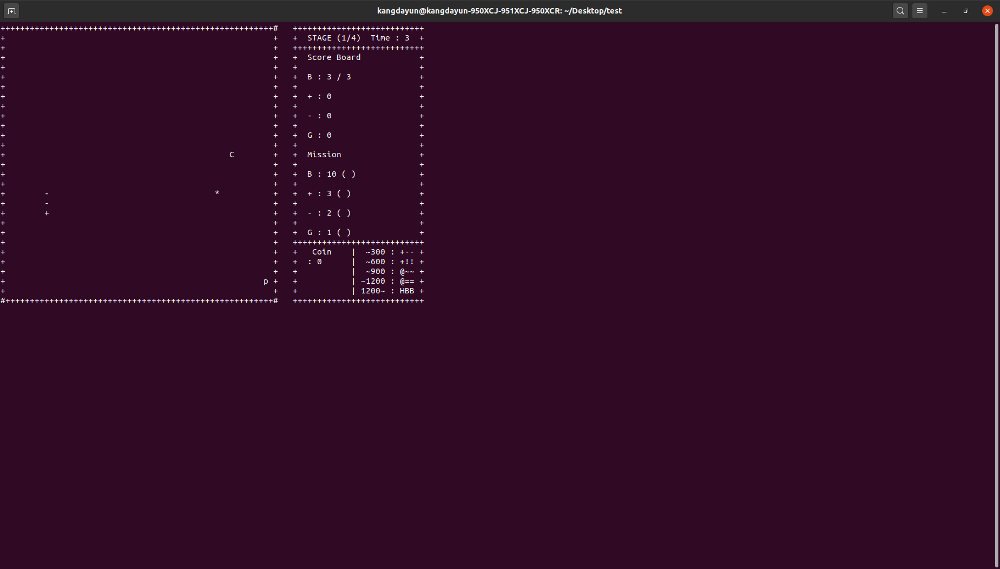 ++++++++++++++++++++++++++++++++++++++++++++++++++++++++#   +++++++++++++++++++++++++++
kangdayun@kangdayun-950XCJ-951XCJ-950XCR: ~/Desktop/test
+                                                       +   +  STAGE (1/4)  Time : 3  +
+                                                       +   +++++++++++++++++++++++++++
+                                                       +   +  Score Board            +
+                                                       +   +                         +
+                                                       +   +  B : 3 / 3              +
+                                                       +   +                         +
+                                                       +   +  + : 0                  +
+                                                       +   +                         +
+                                                       +   +  - : 0                  +
+                                                       +   +                         +
+                                                       +   +  G : 0                  +
+                                                       +   +                         +
+                                              C        +   +  Mission                +
+                                                       +   +                         +
+                                                       +   +  B : 10 ( )             +
+                                                       +   +                         +
+        -                                  *           +   +  + : 3 ( )              +
+        -                                              +   +                         +
+        +                                              +   +  - : 2 ( )              +
+                                                       +   +                         +
+                                                       +   +  G : 1 ( )              +
+                                                       +   +++++++++++++++++++++++++++
+                                                       +   +   Coin    |  ~300 : +-- +
+                                                       +   +  : 0      |  ~600 : +!! +
+                                                       +   +           |  ~900 : @~~ +
+                                                     p +   +           | ~1200 : @== +
+                                                       +   +           | 1200~ : HBB +
#+++++++++++++++++++++++++++++++++++++++++++++++++++++++#   +++++++++++++++++++++++++++